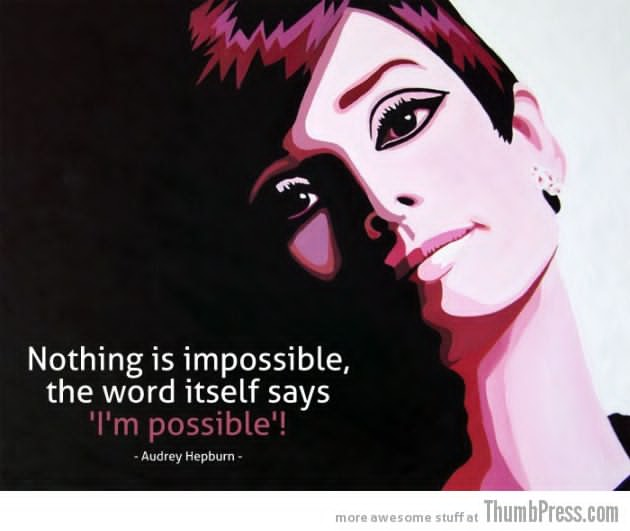 Nothing is impossible,
the word itself says
'I'm possible'!
- Audrey Hepburn -
more awesome stuff at ThumbPress.com